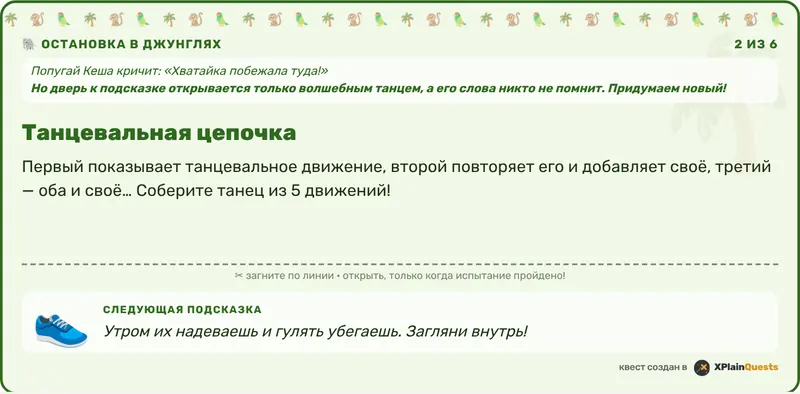 ОСТАНОВКА В ДЖУНГЛЯХ
2 ИЗ 6
Попугай Кеша кричит: «Хватайка побежала туда!»
Но дверь к подсказке открывается только волшебным танцем, а его слова никто не помнит. Придумаем новый!
Танцевальная цепочка
Первый показывает танцевальное движение, второй повторяет его и добавляет своё, третий
— оба и своё... Соберите танец из 5 движений!
✂ загните по линии · открыть, только когда испытание пройдено!
СЛЕДУЮЩАЯ ПОДСКАЗКА
Утром их надеваешь и гулять убегаешь. Загляни внутрь!
квест создан в XPlainQuests